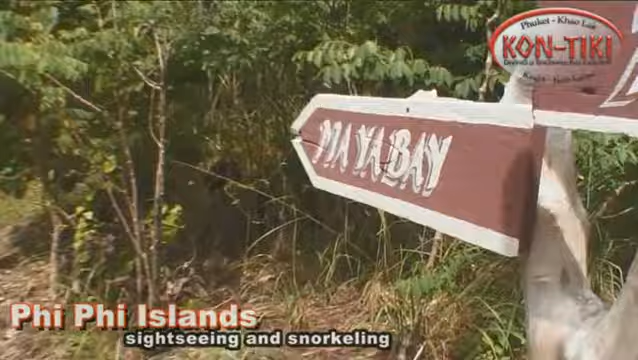 Phuket - Khao Lak
KON-TIKI
MAYA BAY
Phi Phi Islands
sightseeing and snorkeling